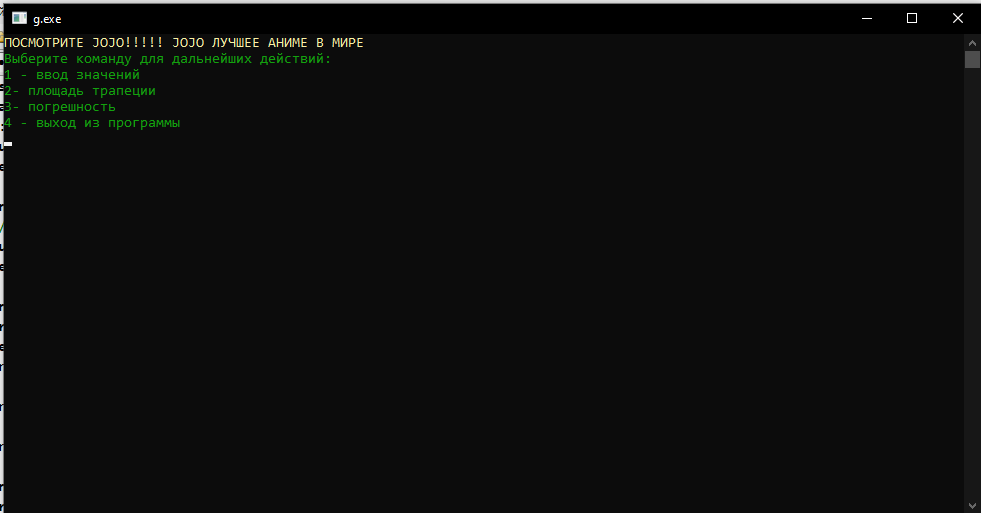 g.exe
ПОСМОТРИТЕ JOJO!!!!! JOJO ЛУЧШЕЕ АНИМЕ В МИРЕ
Выберите команду для дальнейших действий:
1 - ввод значений
2- площадь трапеции
3- погрешность
4 - выход из программы